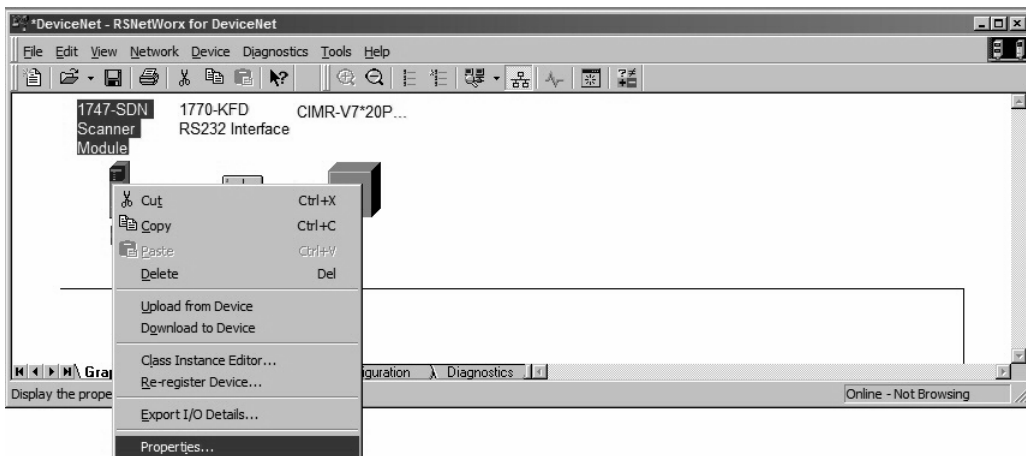 *DeviceNet - RSNetWorx for DeviceNet
File Edit View Network Device Diagnostics Tools Help
1747-SDN Scanner Module
1770-KFD RS232 Interface
CIMR-V7*20P...
Cut Ctrl+X
Copy Ctrl+C
Paste Ctrl+V
Delete Del
Upload from Device
Download to Device
Class Instance Editor...
Re-register Device...
Export I/O Details...
Properties...
Diagnostics
Display the prope
Online - Not Browsing